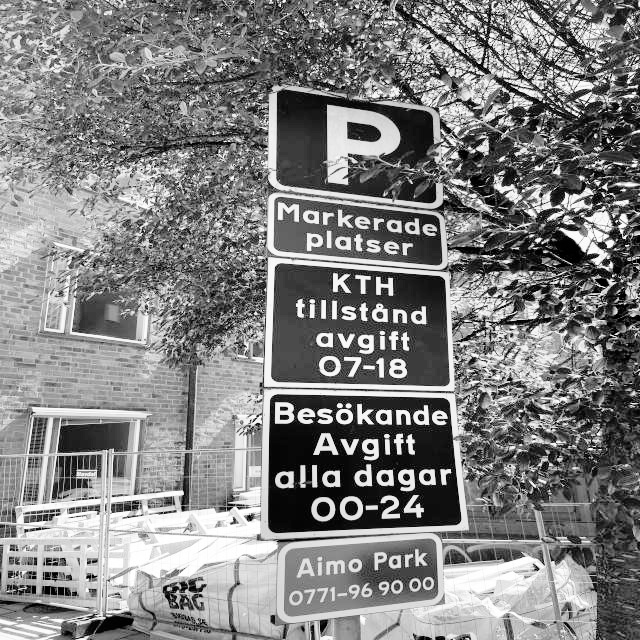 P
Markerade
platser
KTH
tillstånd
avgift
07-18
Besökande
Avgift
alla dagar
00-24
Aimo Park
0771-96 90 00
BIG
BAG